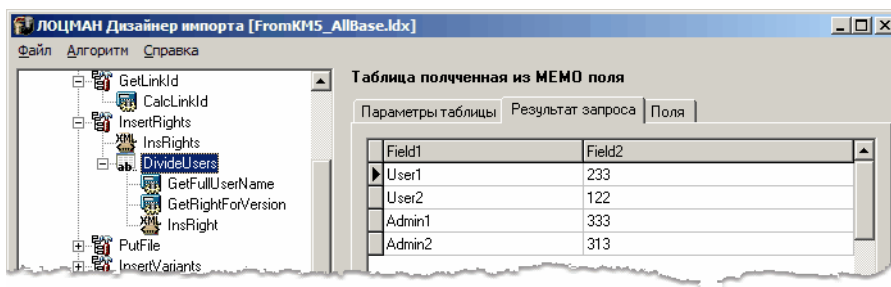 ЛОЦМАН Дизайнер импорта [FromKM5_AllBase.ldx]
Файл Алгоритм Справка
GetLinkId
CalcLinkId
InsertRights
InsRights
DivideUsers
GetFullUserName
GetRightForVersion
InsRight
PutFile
InsertVariants
Таблица полученная из МЕМО поля
Параметры таблицы Результат запроса Поля
Field1 Field2
User1 233
User2 122
Admin1 333
Admin2 313